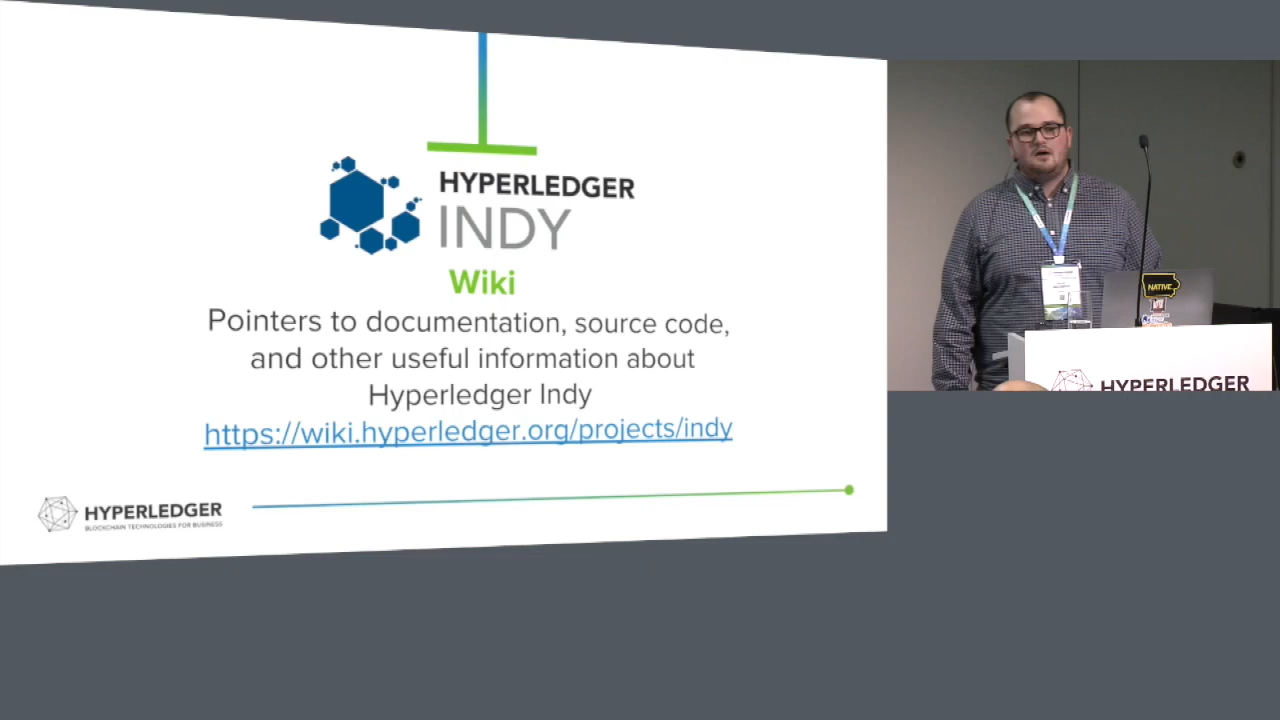 HYPERLEDGER
INDY
Wiki
Pointers to documentation, source code,
and other useful information about
Hyperledger Indy
https://wiki.hyperledger.org/projects/indy
HYPERLEDGER
BLOCKCHAIN TECHNOLOGIES FOR BUSINESS
NATIVE
HYPERLEDGER